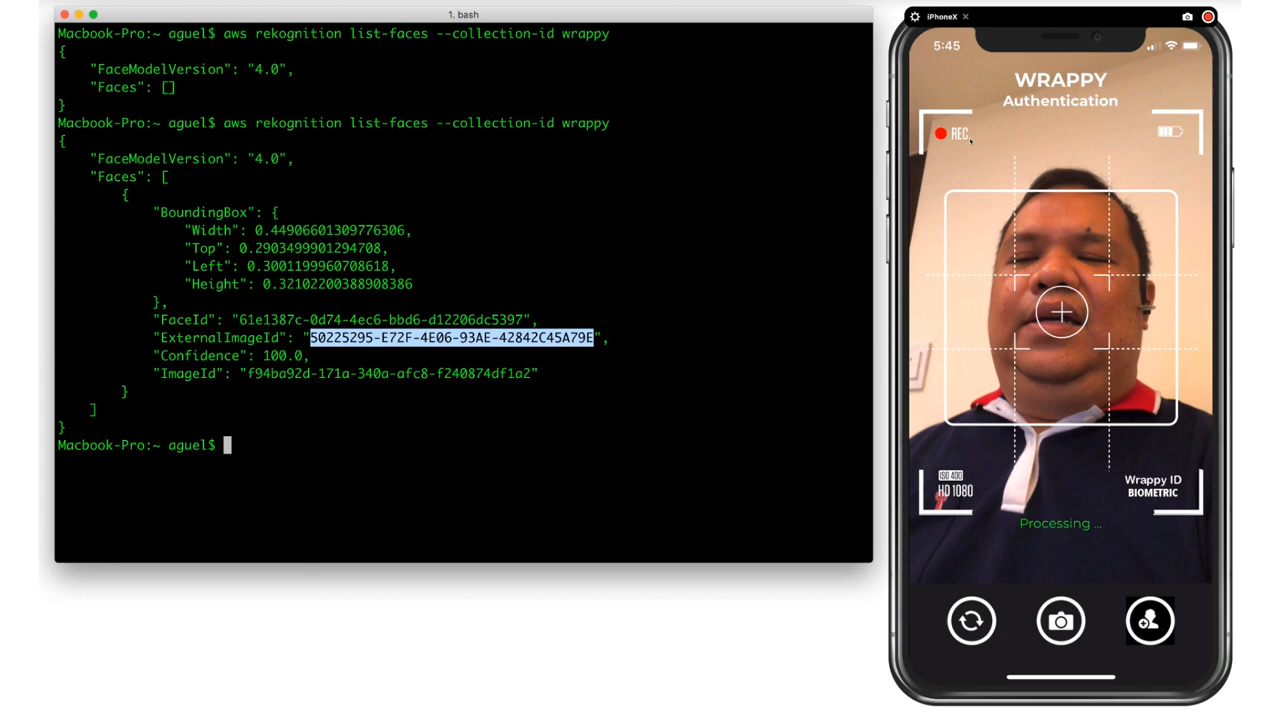 1. bash
Macbook-Pro:~ aguel$ aws rekognition list-faces --collection-id wrappy
{
"FaceModelVersion": "4.0",
"Faces": []
}
Macbook-Pro:~ aguel$ aws rekognition list-faces --collection-id wrappy
{
"FaceModelVersion": "4.0",
"Faces": [
{
"BoundingBox": {
"Width": 0.44906601309776306,
"Top": 0.2903499901294708,
"Left": 0.3001199960708618,
"Height": 0.32102200388908386
},
"FaceId": "61e1387c-0d74-4ec6-bbd6-d12206dc5397",
"ExternalImageId": "50225295-E72F-4E06-93AE-42842C45A79E",
"Confidence": 100.0,
"ImageId": "f94ba92d-171a-340a-afc8-f240874df1a2"
}
]
}
Macbook-Pro:~ aguel$
iPhoneX
5:45
WRAPPY
Authentication
REC
ISO 400
HD 1080
Wrappy ID
BIOMETRIC
Processing ...